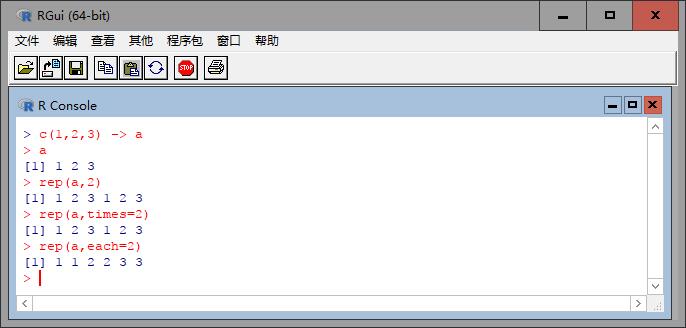 RGui (64-bit)
文件 编辑 查看 其他 程序包 窗口 帮助
STOP
R Console
> c(1,2,3) -> a
> a
[1] 1 2 3
> rep(a,2)
[1] 1 2 3 1 2 3
> rep(a,times=2)
[1] 1 2 3 1 2 3
> rep(a,each=2)
[1] 1 1 2 2 3 3
>